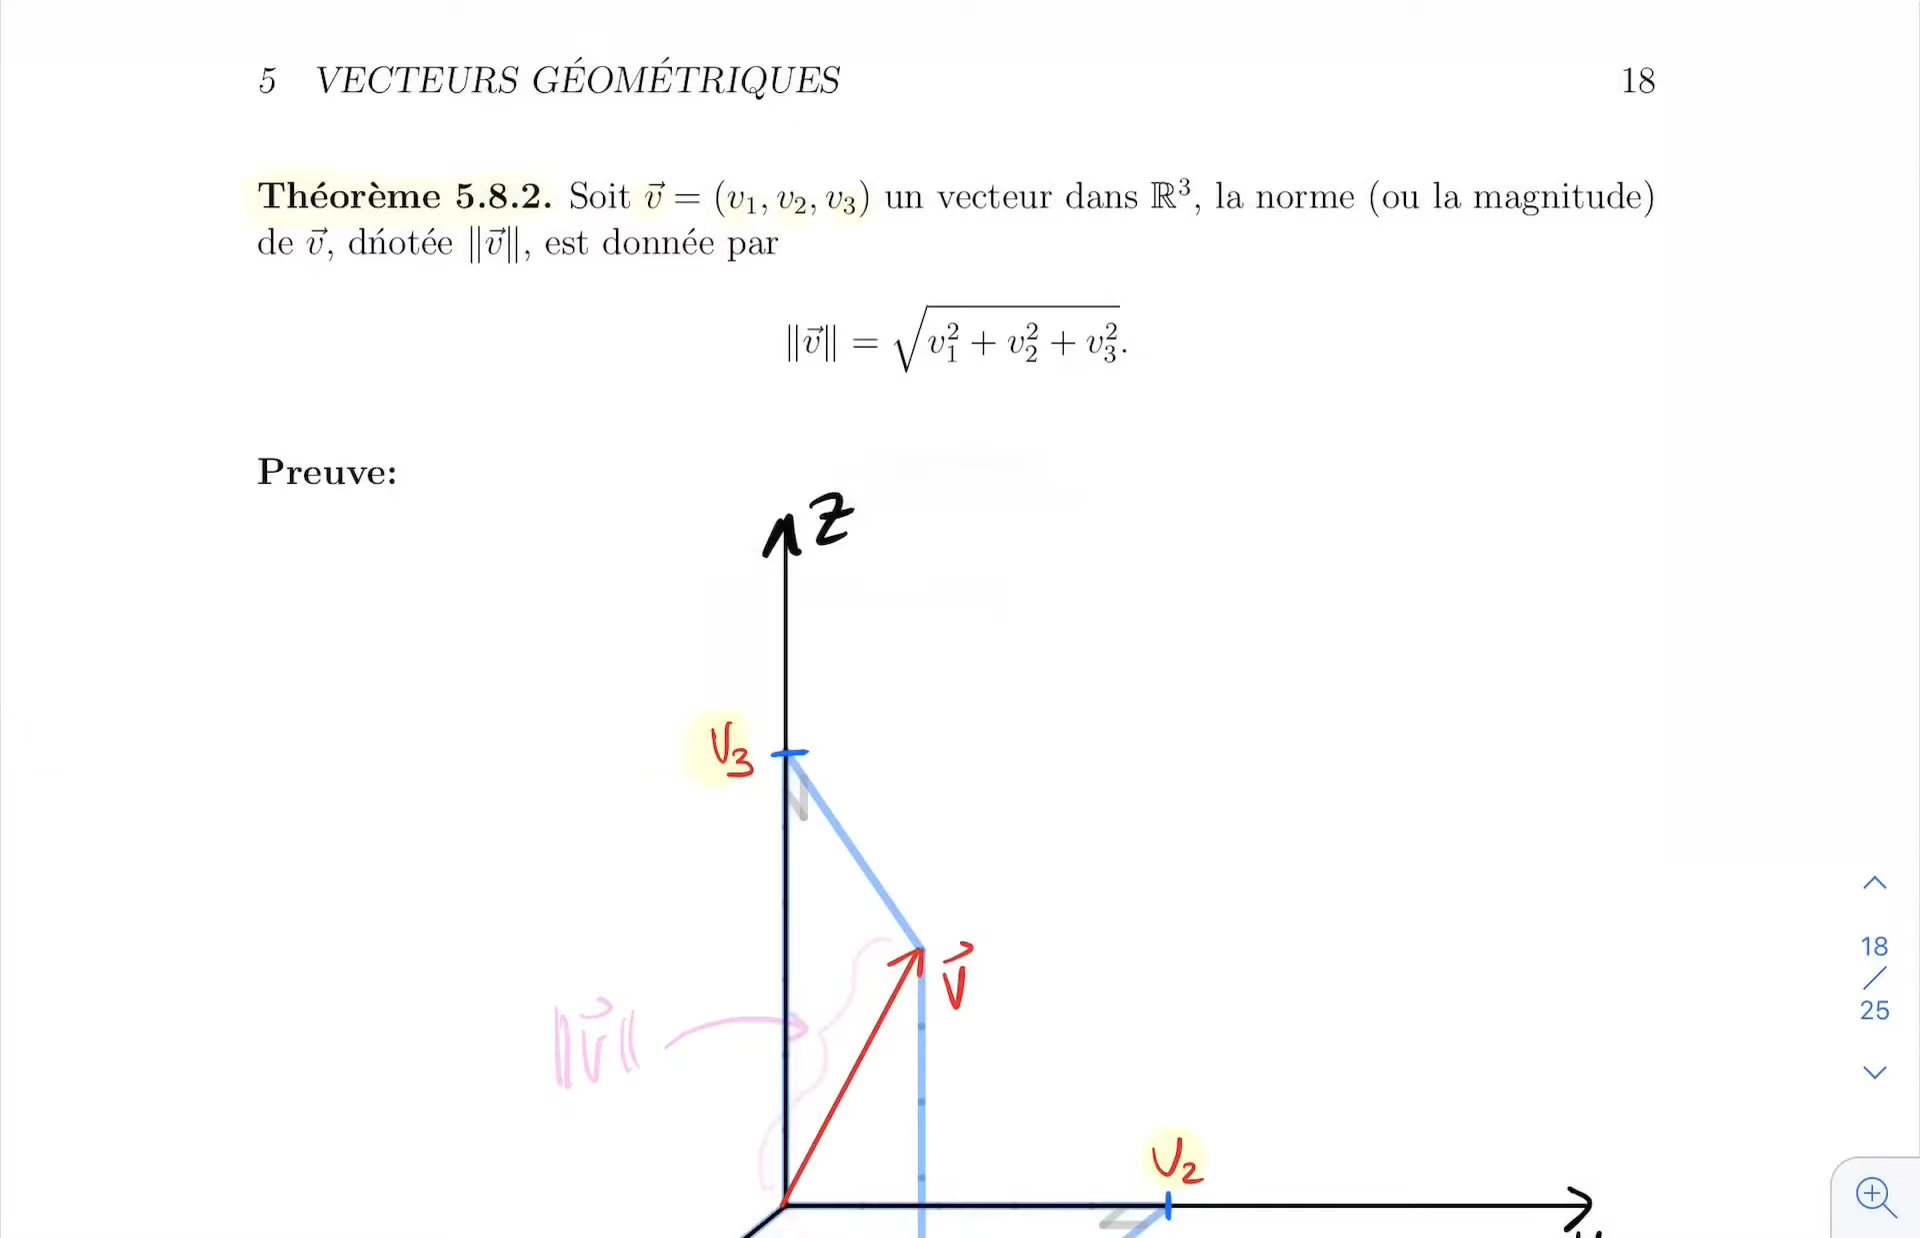 5 VECTEURS GÉOMÉTRIQUES 18
Théorème 5.8.2. Soit v⃗ = (v₁, v₂, v₃) un vecteur dans ℝ³, la norme (ou la magnitude)
de v⃗, dńotée ‖v⃗‖, est donnée par
‖v⃗‖ = √(v₁² + v₂² + v₃²).
Preuve:
z
v₃
v⃗
‖v⃗‖
v₂
18
/
25